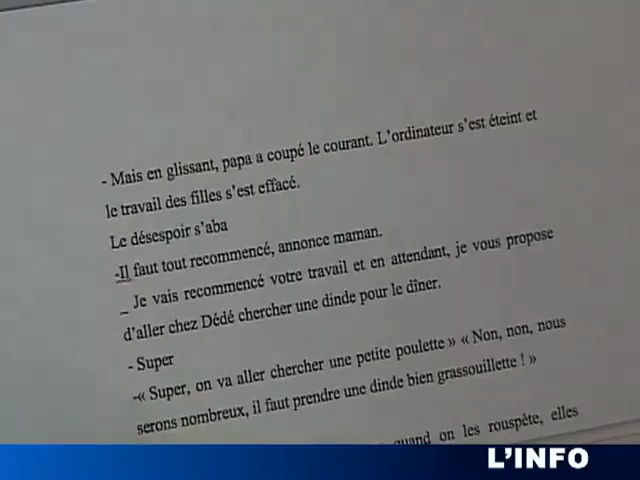 - Mais en glissant, papa a coupé le courant. L'ordinateur s'est éteint et
le travail des filles s'est effacé.
Le désespoir s'aba
-Il faut tout recommencé, annonce maman.
_ Je vais recommencé votre travail et en attendant, je vous propose
d'aller chez Dédé chercher une dinde pour le dîner.
- Super
-« Super, on va aller chercher une petite poulette » « Non, non, nous
serons nombreux, il faut prendre une dinde bien grassouillette ! »
quand on les rouspète, elles
L'INFO